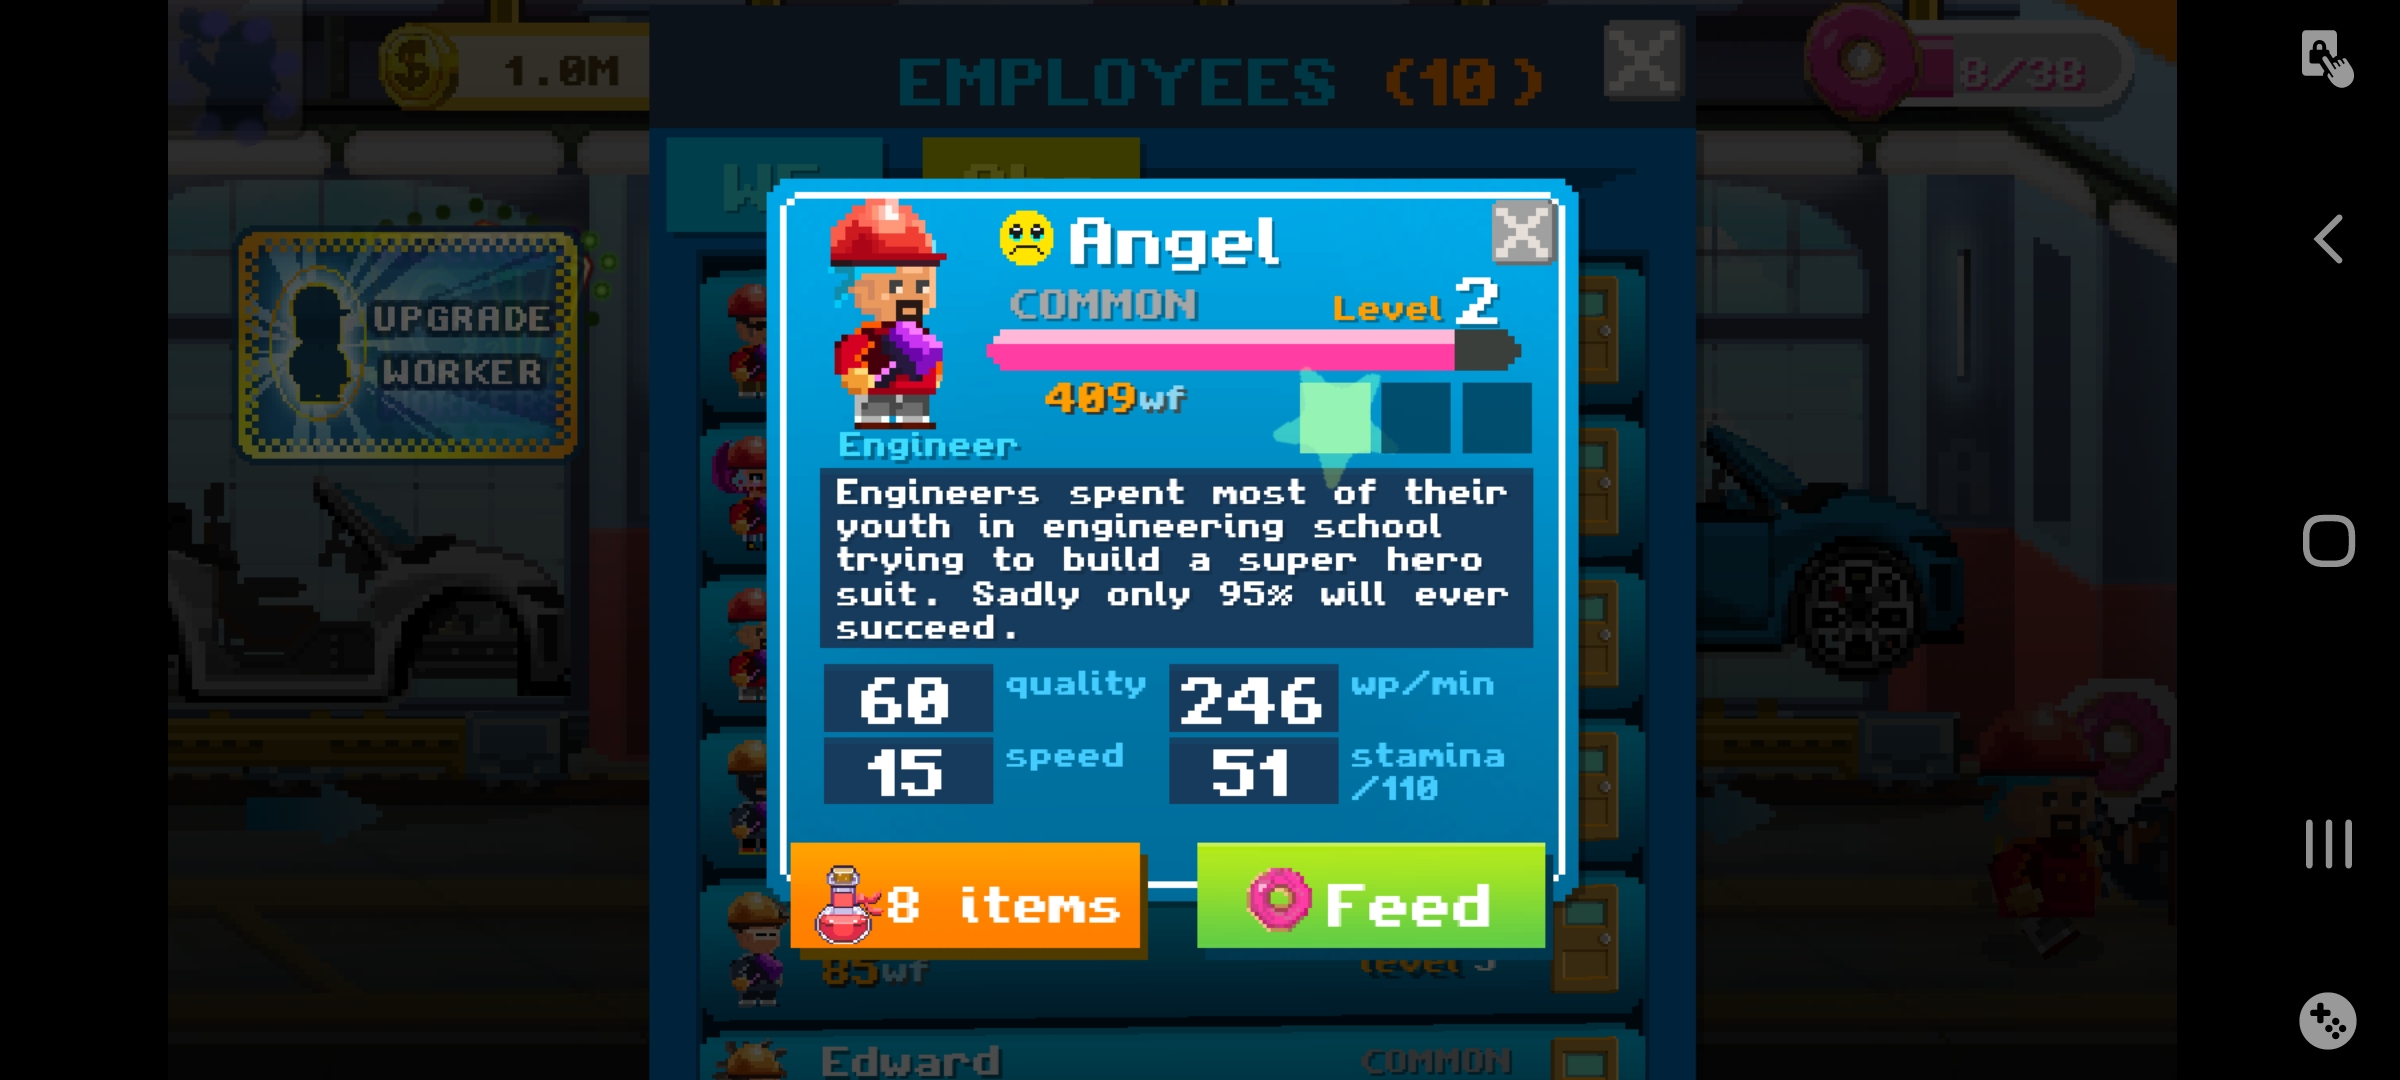 1.0M
EMPLOYEES (10)
8/38
UPGRADE
WORKER
Angel
COMMON
Level 2
409wf
Engineer
Engineers spent most of their
youth in engineering school
trying to build a super hero
suit. Sadly only 95% will ever
succeed.
60 quality
246 wp/min
15 speed
51 stamina
/110
8 items
Feed
85wf
level
Edward
COMMON